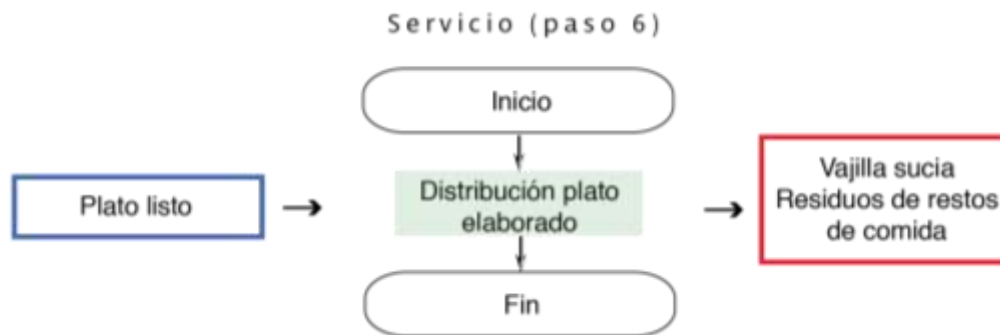 Servicio (paso 6)
Inicio
Plato listo
Distribución plato
elaborado
Vajilla sucia
Residuos de restos
de comida
Fin